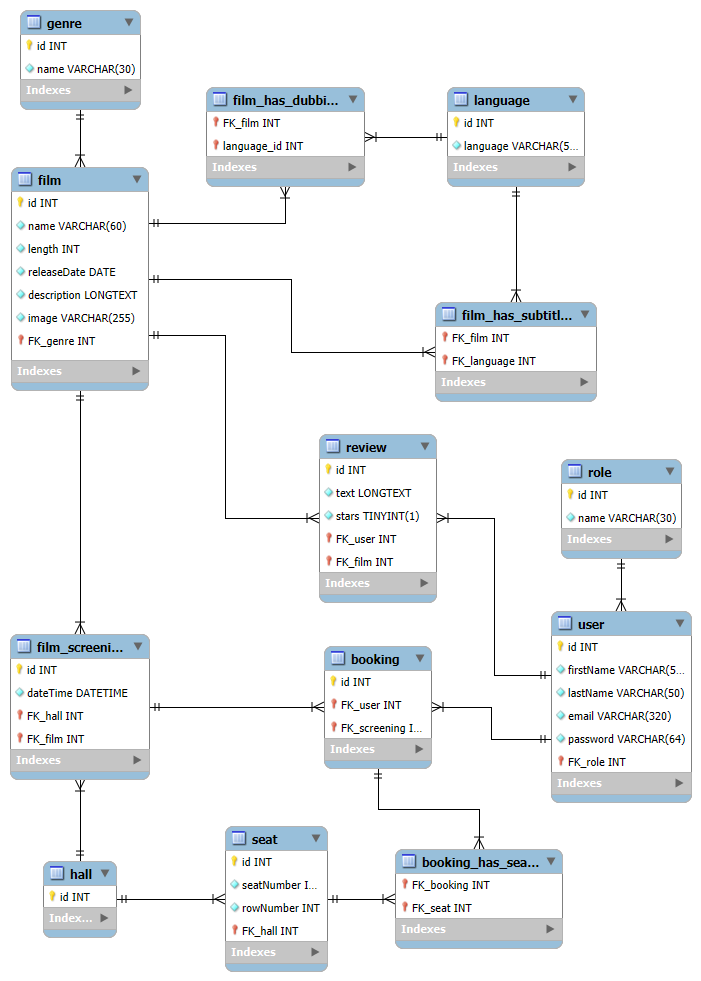 genre
id INT
name VARCHAR(30)
Indexes
film_has_dubbi...
FK_film INT
language_id INT
Indexes
language
id INT
language VARCHAR(5...
Indexes
film
id INT
name VARCHAR(60)
length INT
releaseDate DATE
description LONGTEXT
image VARCHAR(255)
FK_genre INT
Indexes
film_has_subtitl...
FK_film INT
FK_language INT
Indexes
review
id INT
text LONGTEXT
stars TINYINT(1)
FK_user INT
FK_film INT
Indexes
role
id INT
name VARCHAR(30)
Indexes
user
id INT
firstName VARCHAR(5...
lastName VARCHAR(50)
email VARCHAR(320)
password VARCHAR(64)
FK_role INT
Indexes
film_screeni...
id INT
dateTime DATETIME
FK_hall INT
FK_film INT
Indexes
booking
id INT
FK_user INT
FK_screening I...
Indexes
hall
id INT
Index...
seat
id INT
seatNumber I...
rowNumber INT
FK_hall INT
Indexes
booking_has_sea...
FK_booking INT
FK_seat INT
Indexes